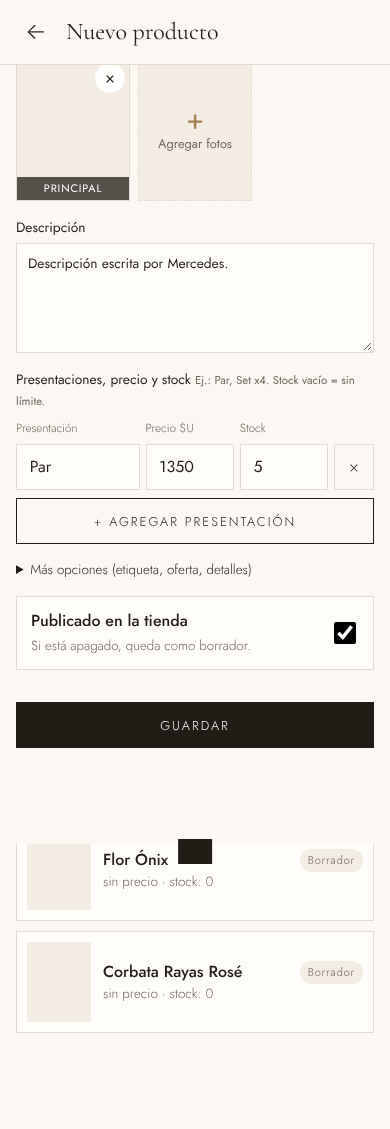 ← Nuevo producto
×
PRINCIPAL
+
Agregar fotos
Descripción
Descripción escrita por Mercedes.
Presentaciones, precio y stock Ej.: Par, Set x4. Stock vacío = sin
límite.
Presentación Precio $U Stock
Par 1350 5 ×
+ AGREGAR PRESENTACIÓN
Más opciones (etiqueta, oferta, detalles)
Publicado en la tienda
Si está apagado, queda como borrador.
GUARDAR
Flor Ónix Borrador
sin precio · stock: 0
Corbata Rayas Rosé Borrador
sin precio · stock: 0